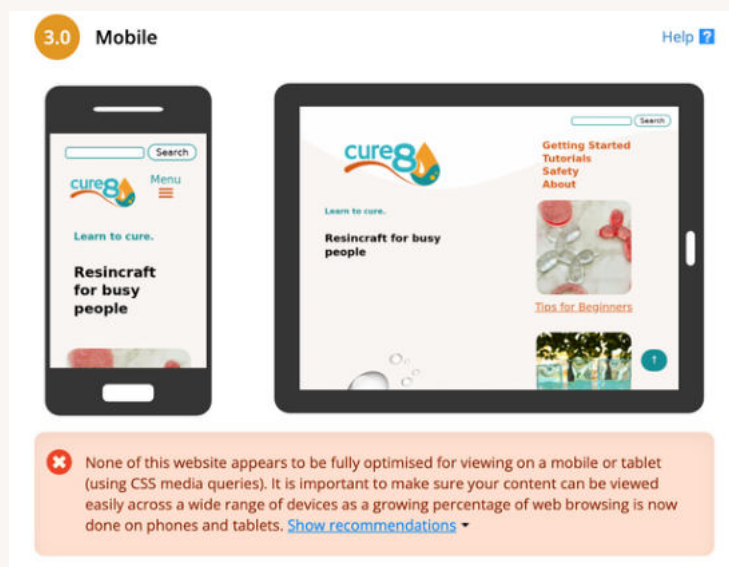 3.0 Mobile Help ?
Search
cure8
Menu
Learn to cure.
Resincraft
for busy
people
Search
cure8
Getting Started
Tutorials
Safety
About
Learn to cure.
Resincraft for busy
people
Tips for Beginners
None of this website appears to be fully optimised for viewing on a mobile or tablet
(using CSS media queries). It is important to make sure your content can be viewed
easily across a wide range of devices as a growing percentage of web browsing is now
done on phones and tablets. Show recommendations